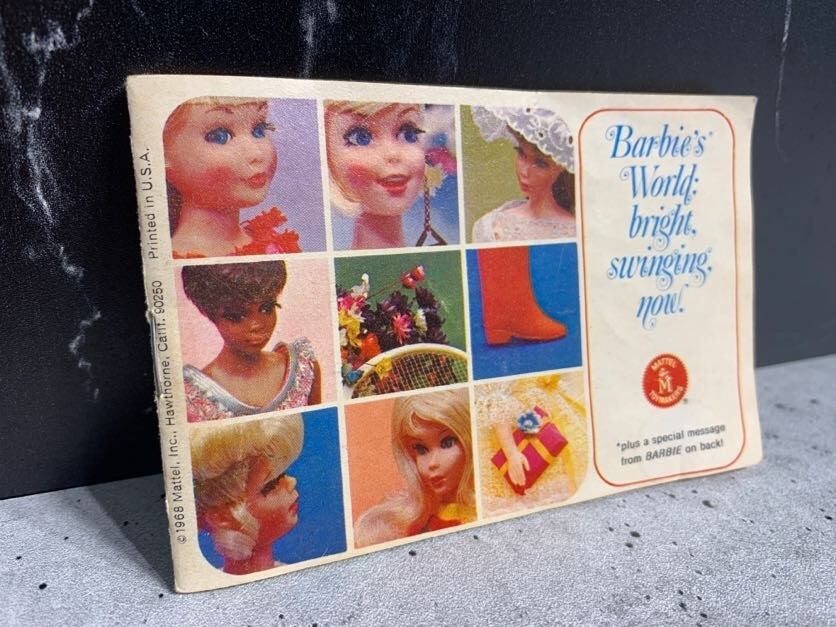 Barbie's*
World:
bright,
swinging,
now!
MATTEL
M
TOYMAKERS
®
*plus a special message
from BARBIE on back!
©1968 Mattel, Inc., Hawthorne, Calif. 90250 Printed in U.S.A.